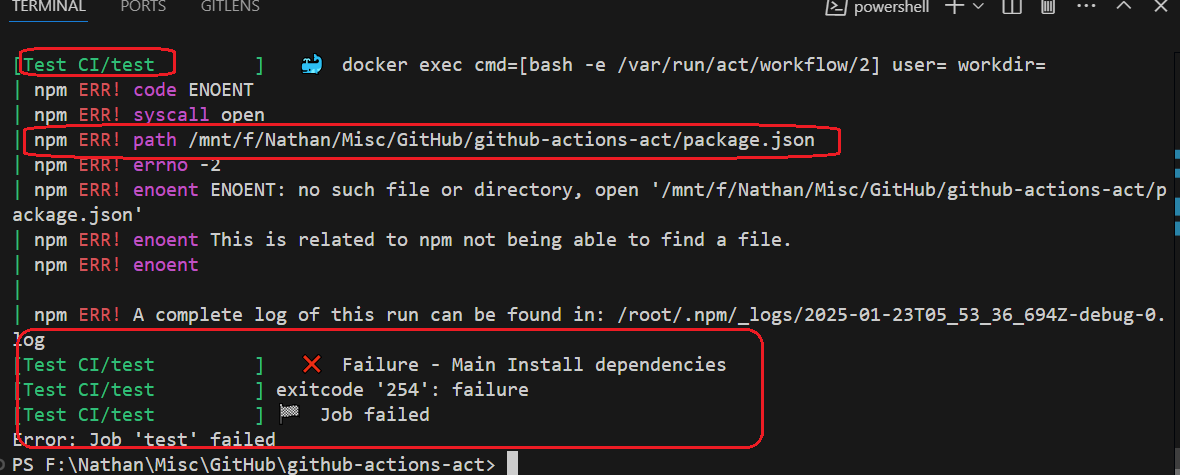 TERMINAL PORTS GITLENS powershell
[Test CI/test ] 🐳 docker exec cmd=[bash -e /var/run/act/workflow/2] user= workdir=
| npm ERR! code ENOENT
| npm ERR! syscall open
| npm ERR! path /mnt/f/Nathan/Misc/GitHub/github-actions-act/package.json
| npm ERR! errno -2
| npm ERR! enoent ENOENT: no such file or directory, open '/mnt/f/Nathan/Misc/GitHub/github-actions-act/p
ackage.json'
| npm ERR! enoent This is related to npm not being able to find a file.
| npm ERR! enoent
|
| npm ERR! A complete log of this run can be found in: /root/.npm/_logs/2025-01-23T05_53_36_694Z-debug-0.
log
[Test CI/test ] ❌ Failure - Main Install dependencies
[Test CI/test ] exitcode '254': failure
[Test CI/test ] 🏁 Job failed
Error: Job 'test' failed
PS F:\Nathan\Misc\GitHub\github-actions-act>